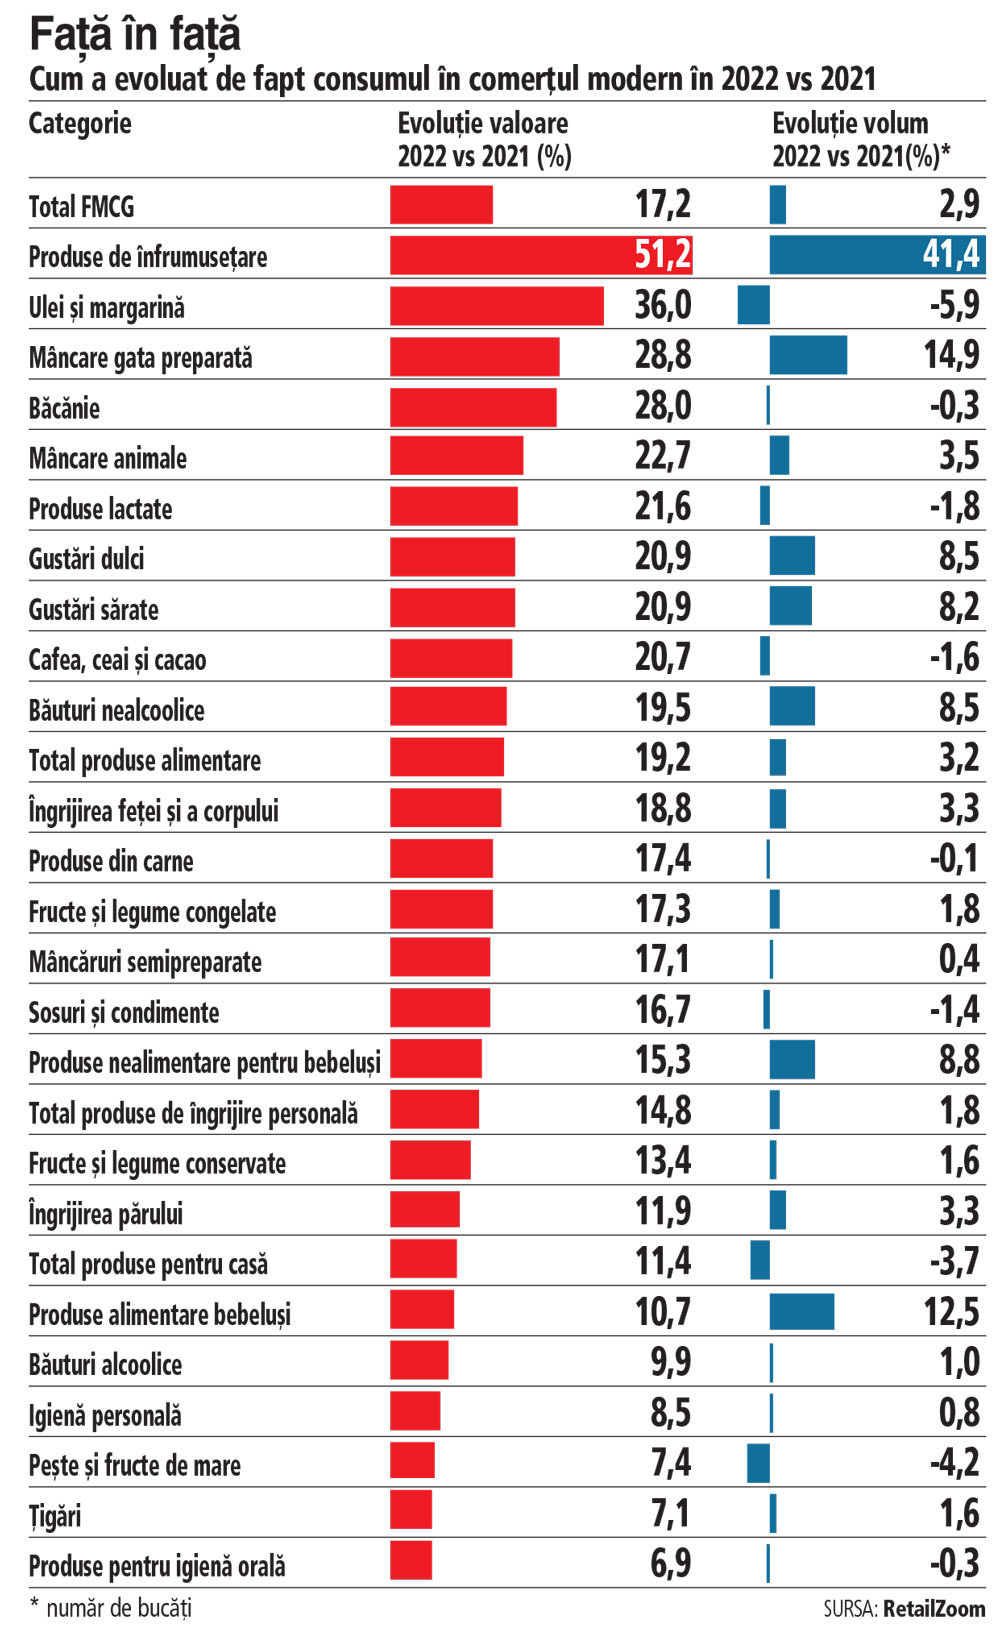 Față în față
Cum a evoluat de fapt consumul în comerțul modern în 2022 vs 2021
Categorie Evoluție valoare Evoluție volum
2022 vs 2021 (%) 2022 vs 2021(%)*
Total FMCG 17,2 2,9
Produse de înfrumusețare 51,2 41,4
Ulei și margarină 36,0 -5,9
Mâncare gata preparată 28,8 14,9
Băcănie 28,0 -0,3
Mâncare animale 22,7 3,5
Produse lactate 21,6 -1,8
Gustări dulci 20,9 8,5
Gustări sărate 20,9 8,2
Cafea, ceai și cacao 20,7 -1,6
Băuturi nealcoolice 19,5 8,5
Total produse alimentare 19,2 3,2
Îngrijirea feței și a corpului 18,8 3,3
Produse din carne 17,4 -0,1
Fructe și legume congelate 17,3 1,8
Mâncăruri semipreparate 17,1 0,4
Sosuri și condimente 16,7 -1,4
Produse nealimentare pentru bebeluși 15,3 8,8
Total produse de îngrijire personală 14,8 1,8
Fructe și legume conservate 13,4 1,6
Îngrijirea părului 11,9 3,3
Total produse pentru casă 11,4 -3,7
Produse alimentare bebeluși 10,7 12,5
Băuturi alcoolice 9,9 1,0
Igienă personală 8,5 0,8
Pește și fructe de mare 7,4 -4,2
Țigări 7,1 1,6
Produse pentru igienă orală 6,9 -0,3
* număr de bucăți SURSA: RetailZoom